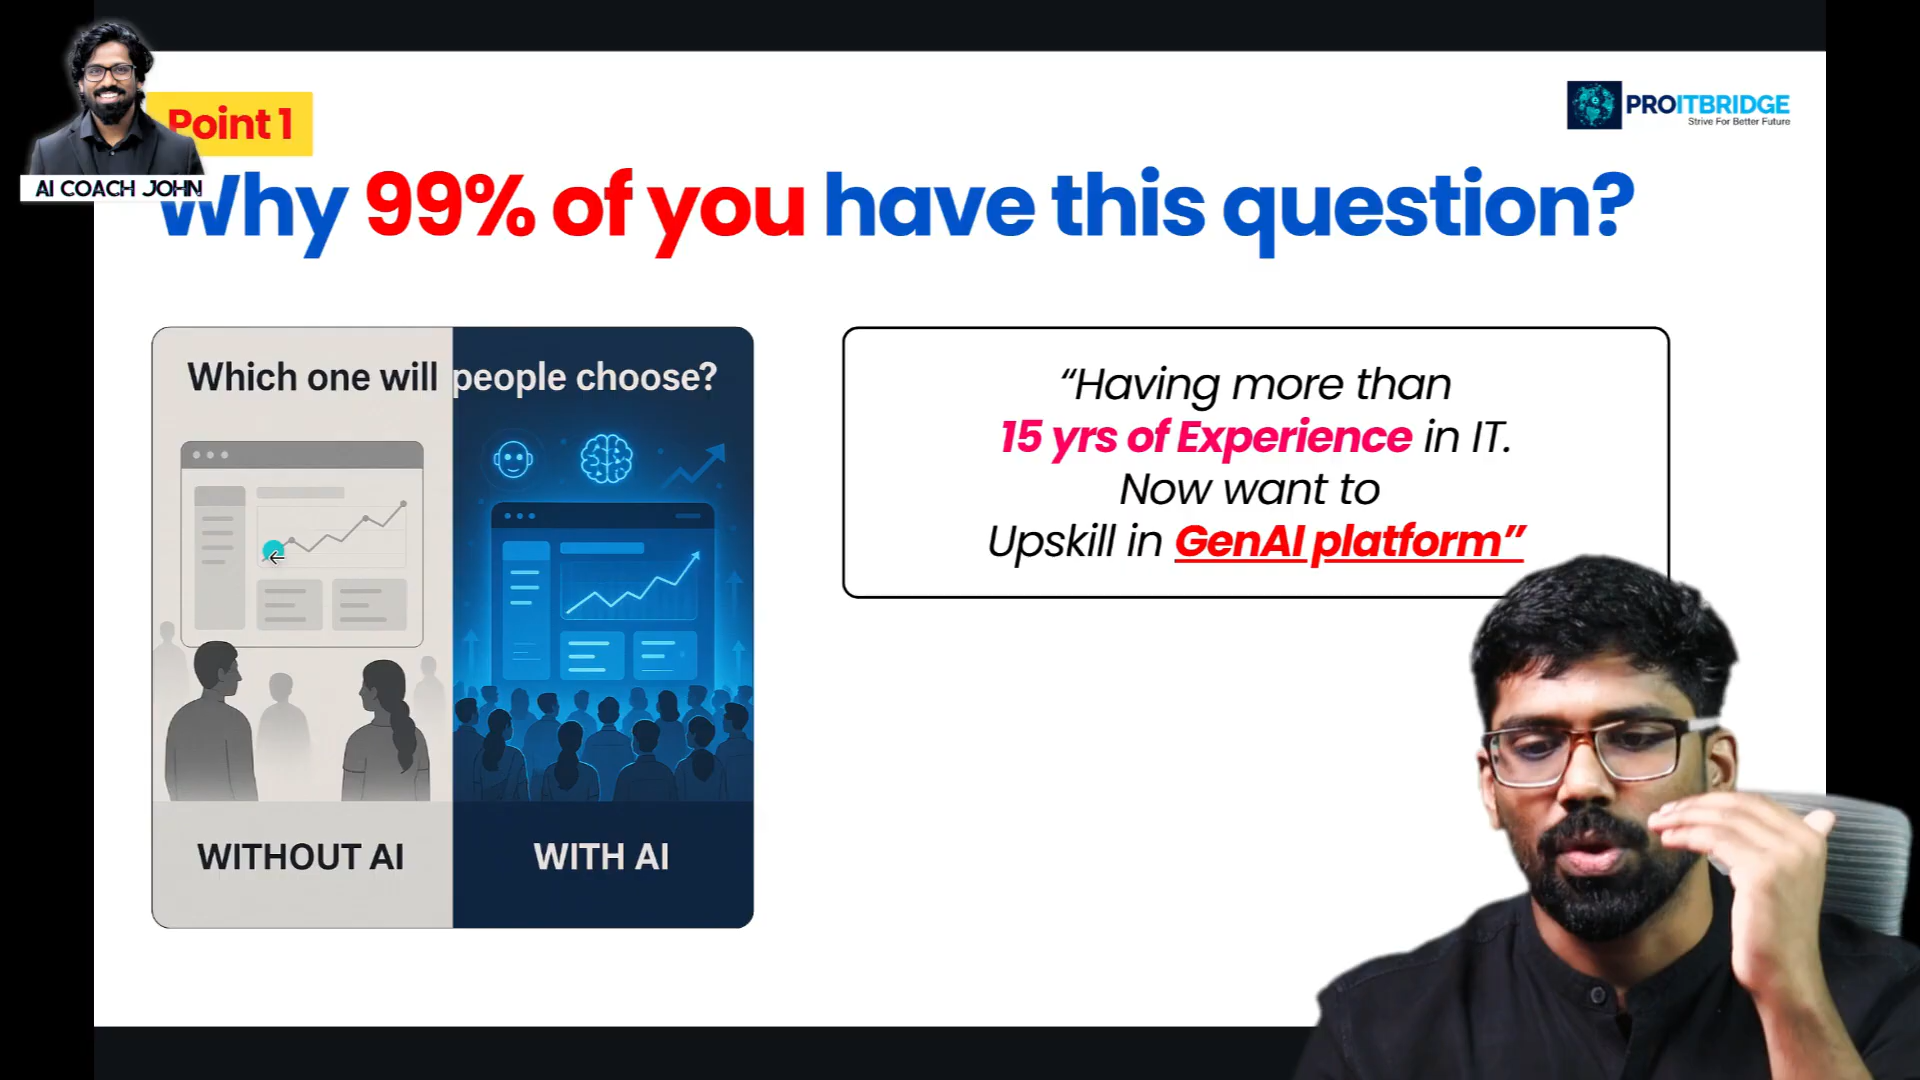 Point 1
PROITBRIDGE
Strive For Better Future
AI COACH JOHN
Why 99% of you have this question?
Which one will people choose?
WITHOUT AI
WITH AI
“Having more than
15 yrs of Experience in IT.
Now want to
Upskill in GenAI platform”